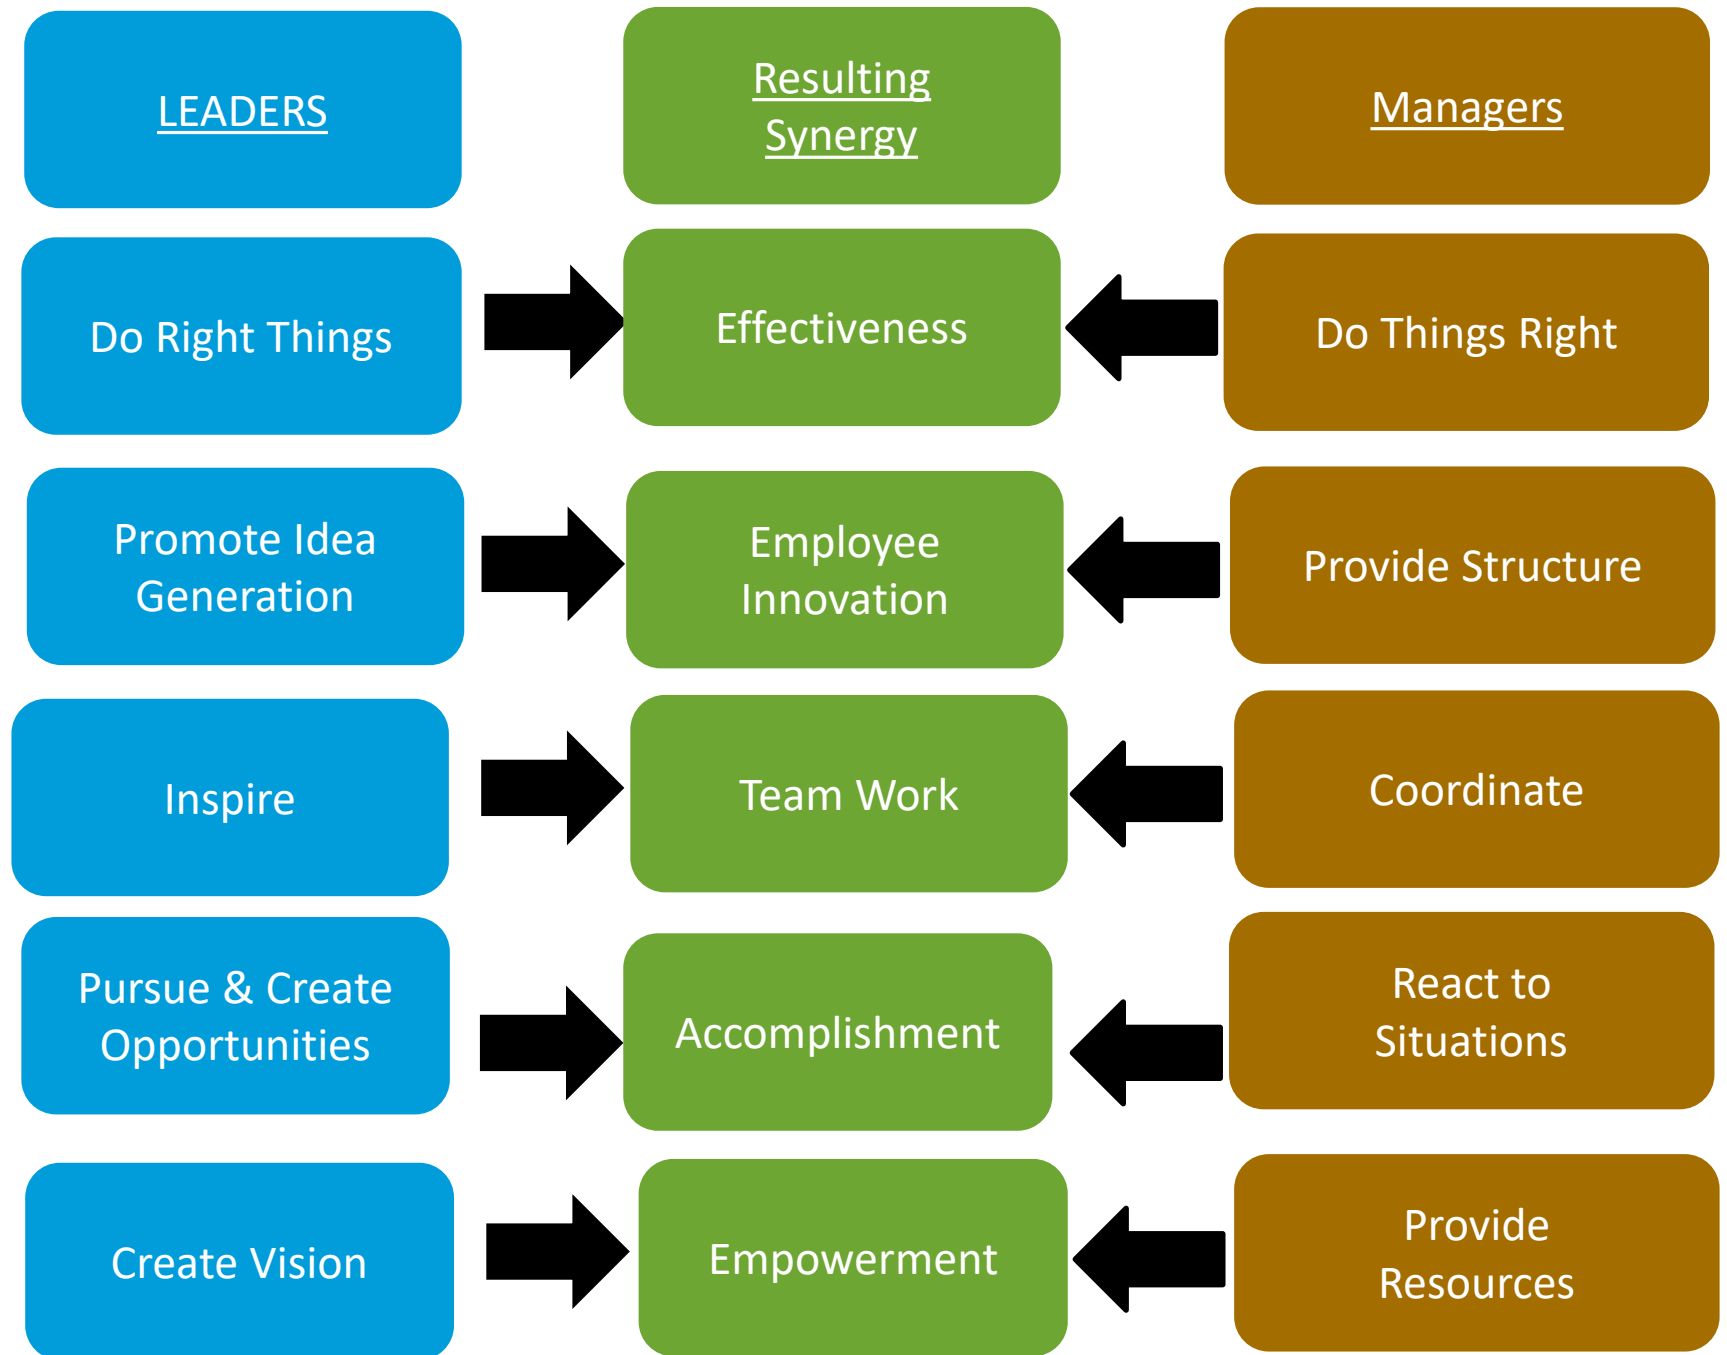 LEADERS
Resulting
Synergy
Managers
Do Right Things
Effectiveness
Do Things Right
Promote Idea
Generation
Employee
Innovation
Provide Structure
Inspire
Team Work
Coordinate
Pursue & Create
Opportunities
Accomplishment
React to
Situations
Create Vision
Empowerment
Provide
Resources